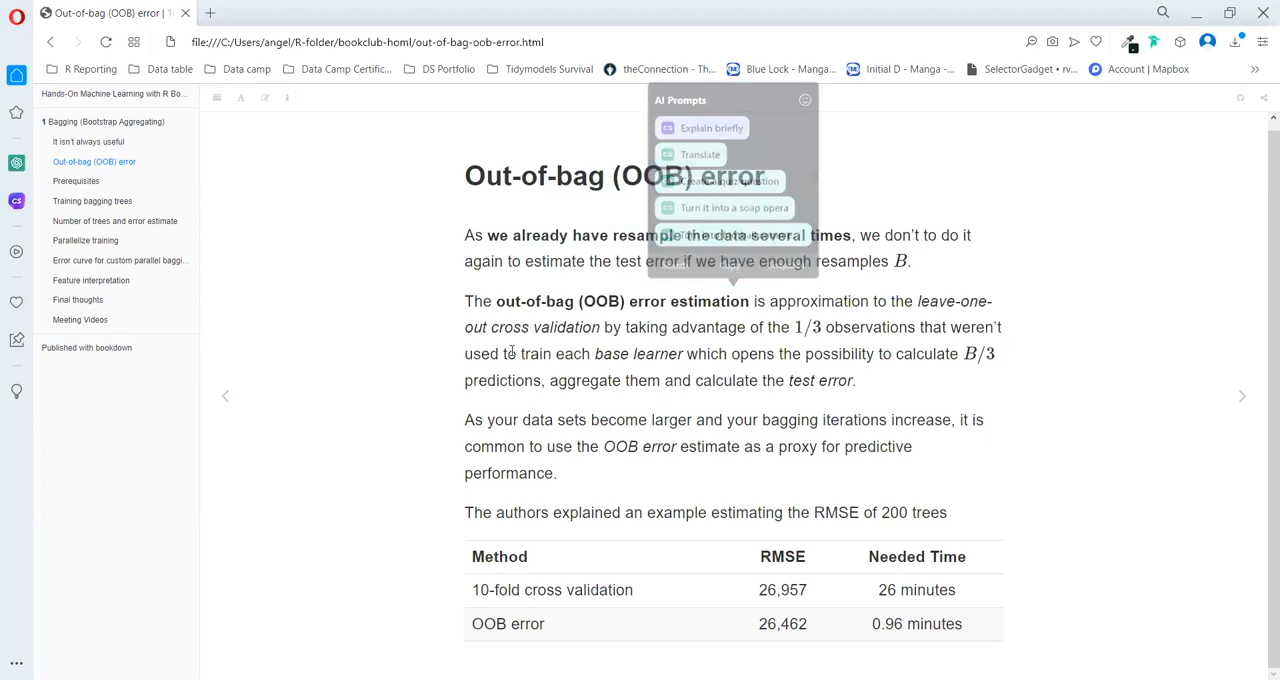 Out-of-bag (OOB) error | 1
file:///C:/Users/angel/R-folder/bookclub-homl/out-of-bag-oob-error.html
R Reporting
Data table
Data camp
Data Camp Certific...
DS Portfolio
Tidymodels Survival
theConnection - Th...
Blue Lock - Manga...
Initial D - Manga -...
SelectorGadget • rv...
Account | Mapbox
Hands-On Machine Learning with R Bo...
1 Bagging (Bootstrap Aggregating)
It isn't always useful
Out-of-bag (OOB) error
Prerequisites
Training bagging trees
Number of trees and error estimate
Parallelize training
Error curve for custom parallel baggi...
Feature interpretation
Final thoughts
Meeting Videos
Published with bookdown
AI Prompts
Explain briefly
Translate
Create a quiz question
Turn it into a soap opera
Out-of-bag (OOB) error
As we already have resample the data several times, we don't to do it
again to estimate the test error if we have enough resamples B.
The out-of-bag (OOB) error estimation is approximation to the leave-one-
out cross validation by taking advantage of the 1/3 observations that weren't
used to train each base learner which opens the possibility to calculate B/3
predictions, aggregate them and calculate the test error.
As your data sets become larger and your bagging iterations increase, it is
common to use the OOB error estimate as a proxy for predictive
performance.
The authors explained an example estimating the RMSE of 200 trees
Method RMSE Needed Time
10-fold cross validation 26,957 26 minutes
OOB error 26,462 0.96 minutes